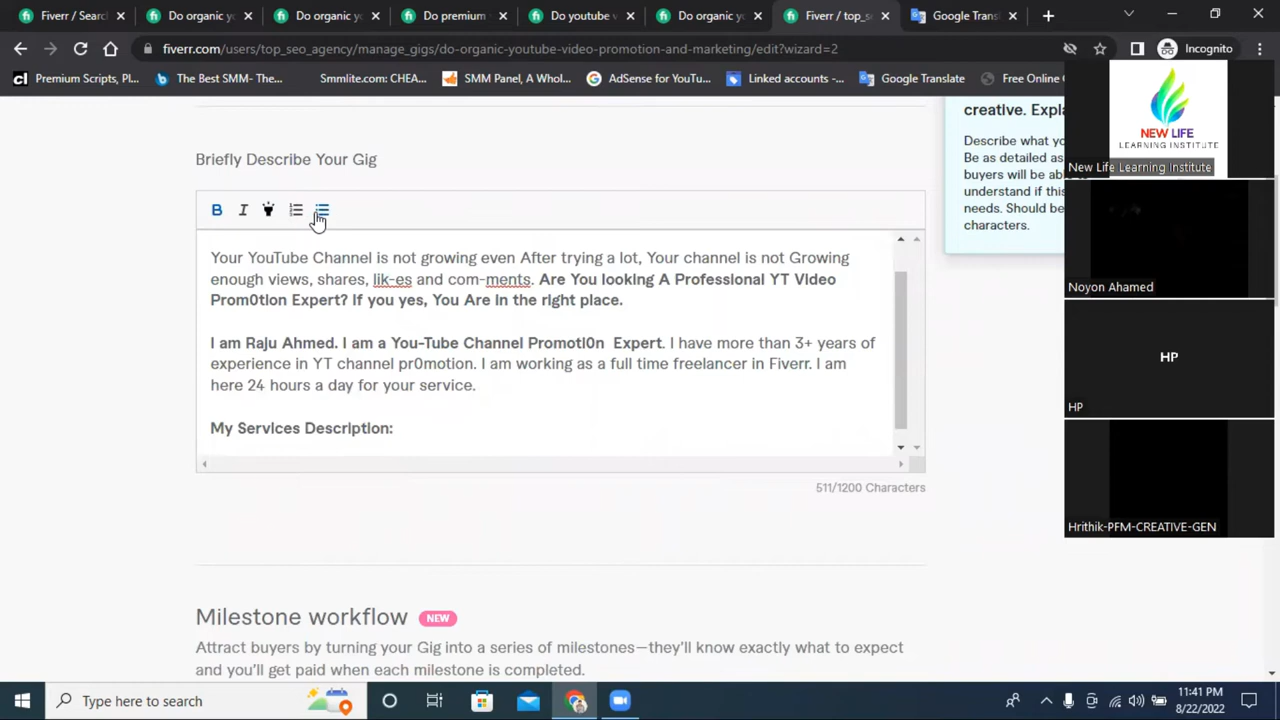 Fiverr / Searc
Do organic yo
Do organic yo
Do premium
Do youtube v
Do organic yo
Fiverr / top_se
Google Transl
fiverr.com/users/top_seo_agency/manage_gigs/do-organic-youtube-video-promotion-and-marketing/edit?wizard=2
Incognito
Premium Scripts, Pl...
The Best SMM- The...
Smmlite.com: CHEA...
SMM Panel, A Whol...
AdSense for YouTu...
Linked accounts -...
Google Translate
Free Online
creative. Expla
Describe what yo
Be as detailed as
buyers will be abl
understand if this
needs. Should be
characters.
NEW LIFE
LEARNING INSTITUTE
New Life Learning Institute
Noyon Ahamed
HP
HP
Hrithik-PFM-CREATIVE-GEN
Briefly Describe Your Gig
B I
Your YouTube Channel is not growing even After trying a lot, Your channel is not Growing
enough views, shares, lik-es and com-ments. Are You looking A Professional YT Video
Prom0tion Expert? If you yes, You Are in the right place.
I am Raju Ahmed. I am a You-Tube Channel Promotl0n Expert. I have more than 3+ years of
experience in YT channel pr0motion. I am working as a full time freelancer in Fiverr. I am
here 24 hours a day for your service.
My Services Description:
511/1200 Characters
Milestone workflow NEW
Attract buyers by turning your Gig into a series of milestones—they'll know exactly what to expect
and you'll get paid when each milestone is completed.
Type here to search
11:41 PM
8/22/2022